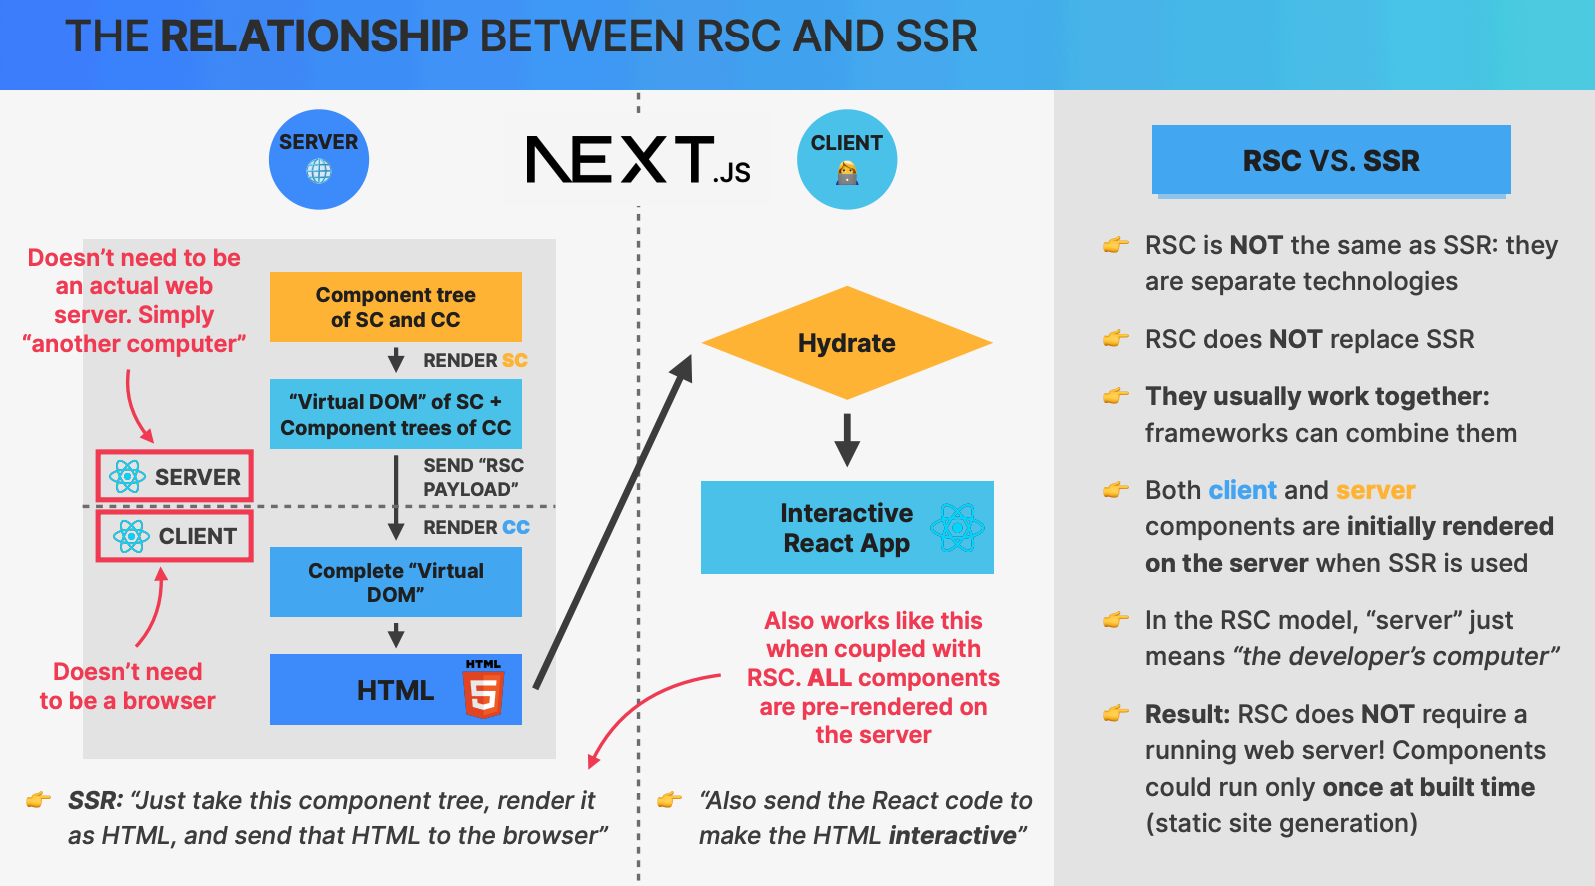 THE RELATIONSHIP BETWEEN RSC AND SSR
SERVER
NEXT.JS
CLIENT
Doesn’t need to be
an actual web
server. Simply
“another computer”
Component tree
of SC and CC
RENDER SC
“Virtual DOM” of SC +
Component trees of CC
SERVER
SEND “RSC
PAYLOAD”
CLIENT
RENDER CC
Complete “Virtual
DOM”
Doesn’t need
to be a browser
HTML
HTML
5
Hydrate
Interactive
React App
Also works like this
when coupled with
RSC. ALL components
are pre-rendered on
the server
👉 SSR: “Just take this component tree, render it
as HTML, and send that HTML to the browser”
👉 “Also send the React code to
make the HTML interactive”
RSC VS. SSR
👉 RSC is NOT the same as SSR: they
are separate technologies
👉 RSC does NOT replace SSR
👉 They usually work together:
frameworks can combine them
👉 Both client and server
components are initially rendered
on the server when SSR is used
👉 In the RSC model, “server” just
means “the developer’s computer”
👉 Result: RSC does NOT require a
running web server! Components
could run only once at built time
(static site generation)